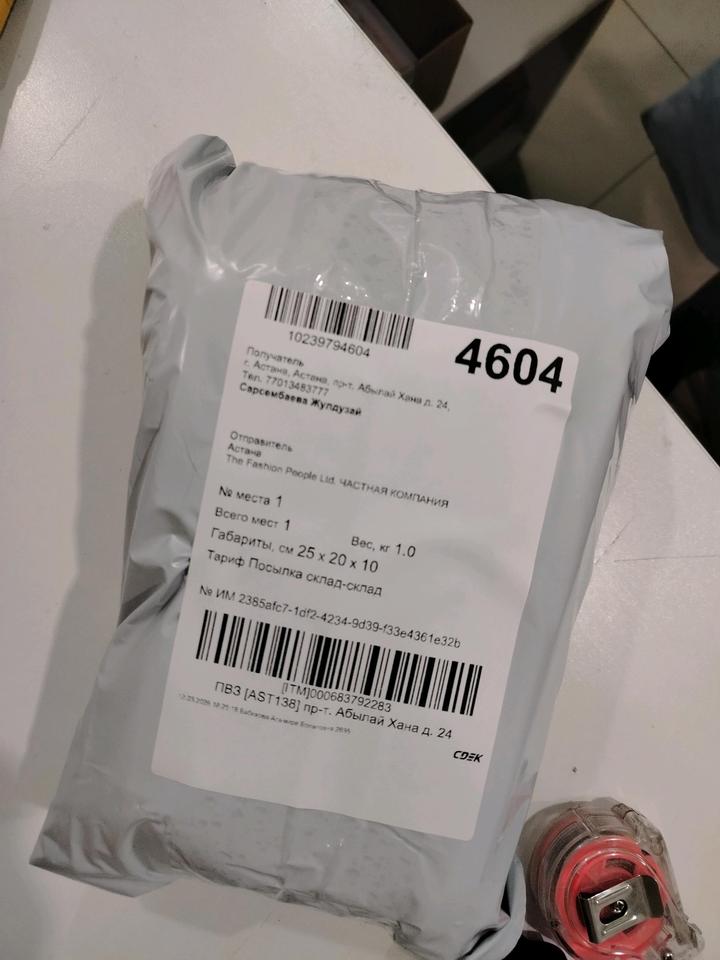 10239794604
4604
Получатель
г. Астана, Астана, пр-т. Абылай Хана д. 24,
Тел. 77013483777
Сарсембаева Жулдузай
Отправитель
Астана
The Fashion People Ltd. ЧАСТНАЯ КОМПАНИЯ
№ места 1
Всего мест 1 Вес, кг 1.0
Габариты, см 25 x 20 x 10
Тариф Посылка склад-склад
№ ИМ 2385afc7-1df2-4234-9d39-f33e4361e32b
[ITM]000683792283
ПВЗ [AST138] пр-т. Абылай Хана д. 24
CDEK